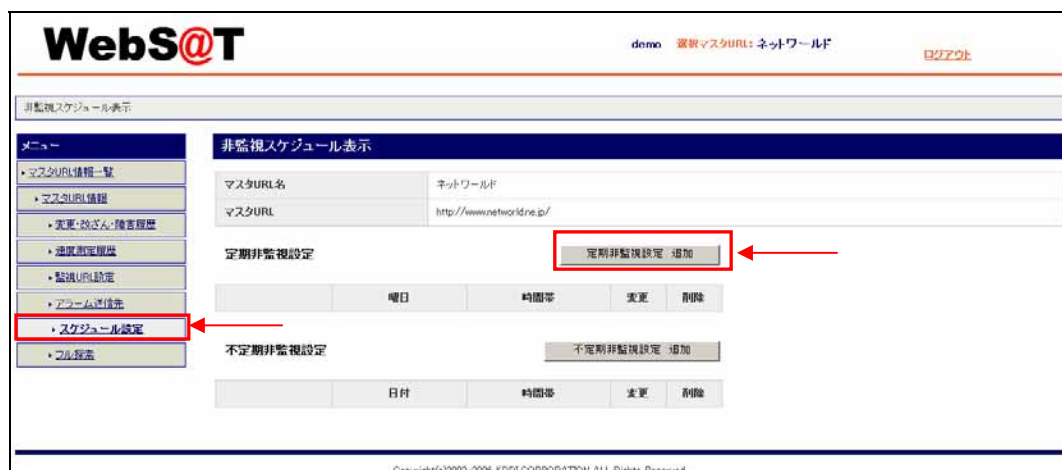 WebS@T
demo 選択マスタURL: ネットワールド
ログアウト
非監視スケジュール表示
メニュー
マスタURL情報一覧
マスタURL情報
変更・改ざん・障害履歴
速度測定履歴
監視URL設定
アラーム送信先
スケジュール設定
フル探索
非監視スケジュール表示
マスタURL名 ネットワールド
マスタURL http://www.networld.ne.jp/
定期非監視設定 定期非監視設定 追加
曜日 時間帯 変更 削除
不定期非監視設定 不定期非監視設定 追加
日付 時間帯 変更 削除
Copyright(c)2002-2006 KDDI CORPORATION ALL Rights Reserved